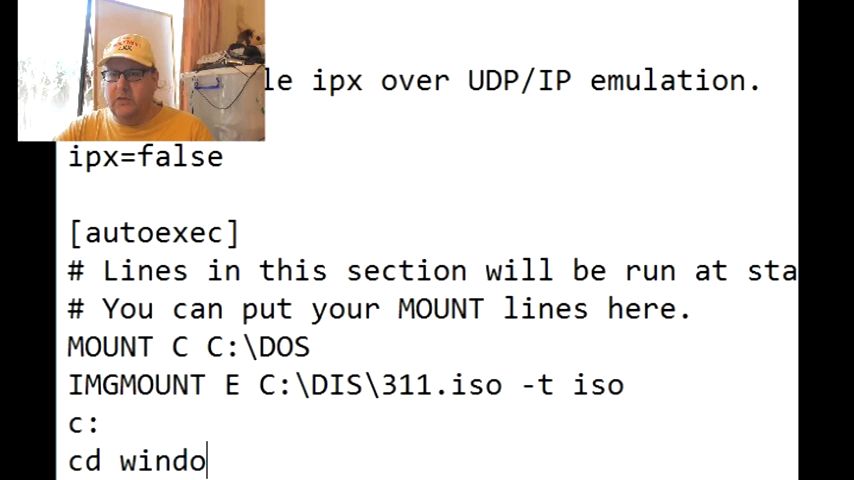 le ipx over UDP/IP emulation.
ipx=false
[autoexec]
# Lines in this section will be run at sta
# You can put your MOUNT lines here.
MOUNT C C:\DOS
IMGMOUNT E C:\DIS\311.iso -t iso
c:
cd windo